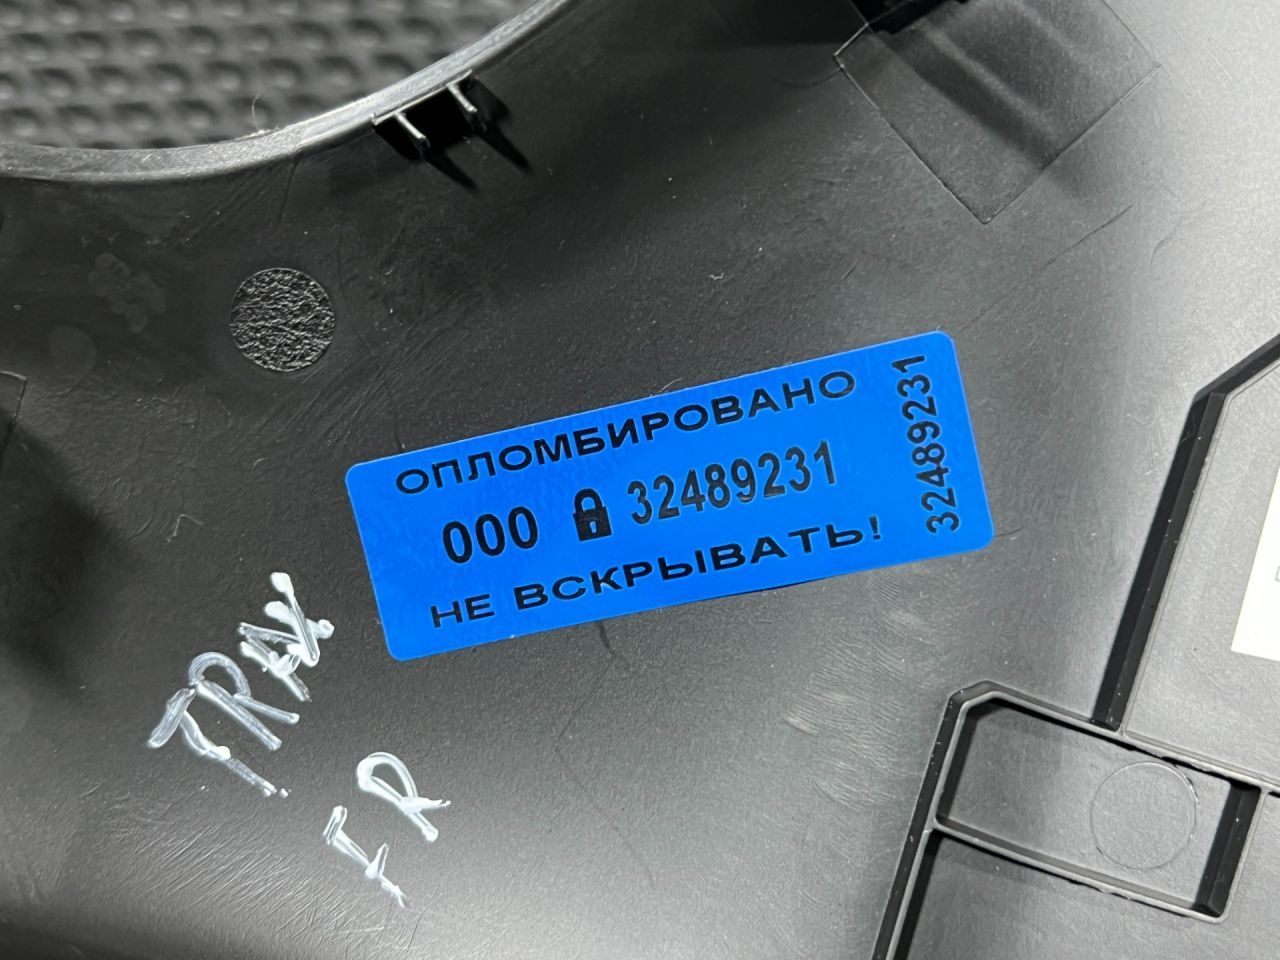 ОПЛОМБИРОВАНО
000 32489231
НЕ ВСКРЫВАТЬ!
32489231
TRAX
FR